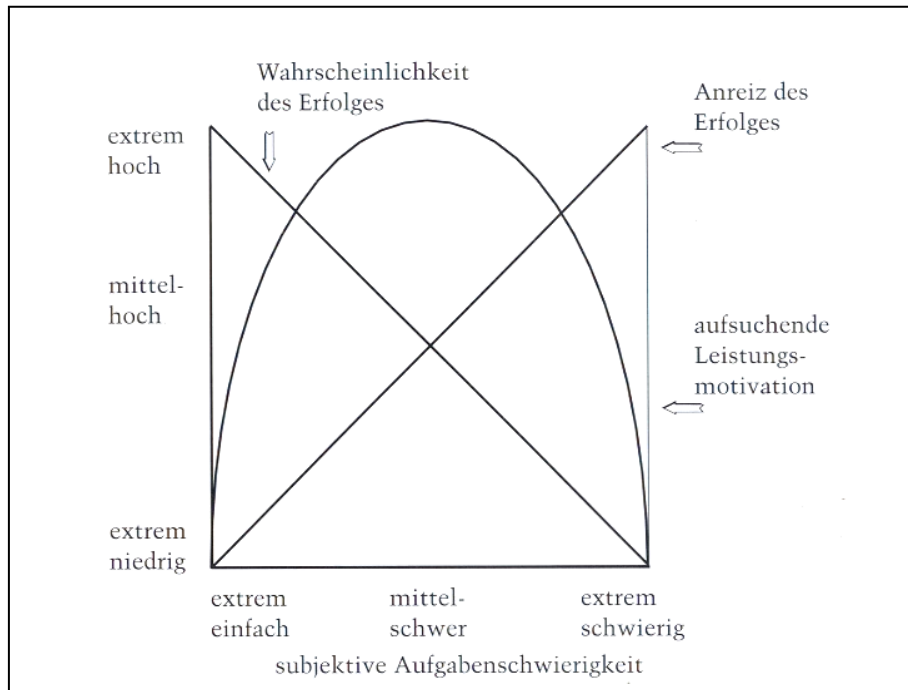 Wahrscheinlichkeit
des Erfolges
Anreiz des
Erfolges
extrem
hoch
mittel-
hoch
aufsuchende
Leistungs-
motivation
extrem
niedrig
extrem
einfach
mittel-
schwer
extrem
schwierig
subjektive Aufgabenschwierigkeit